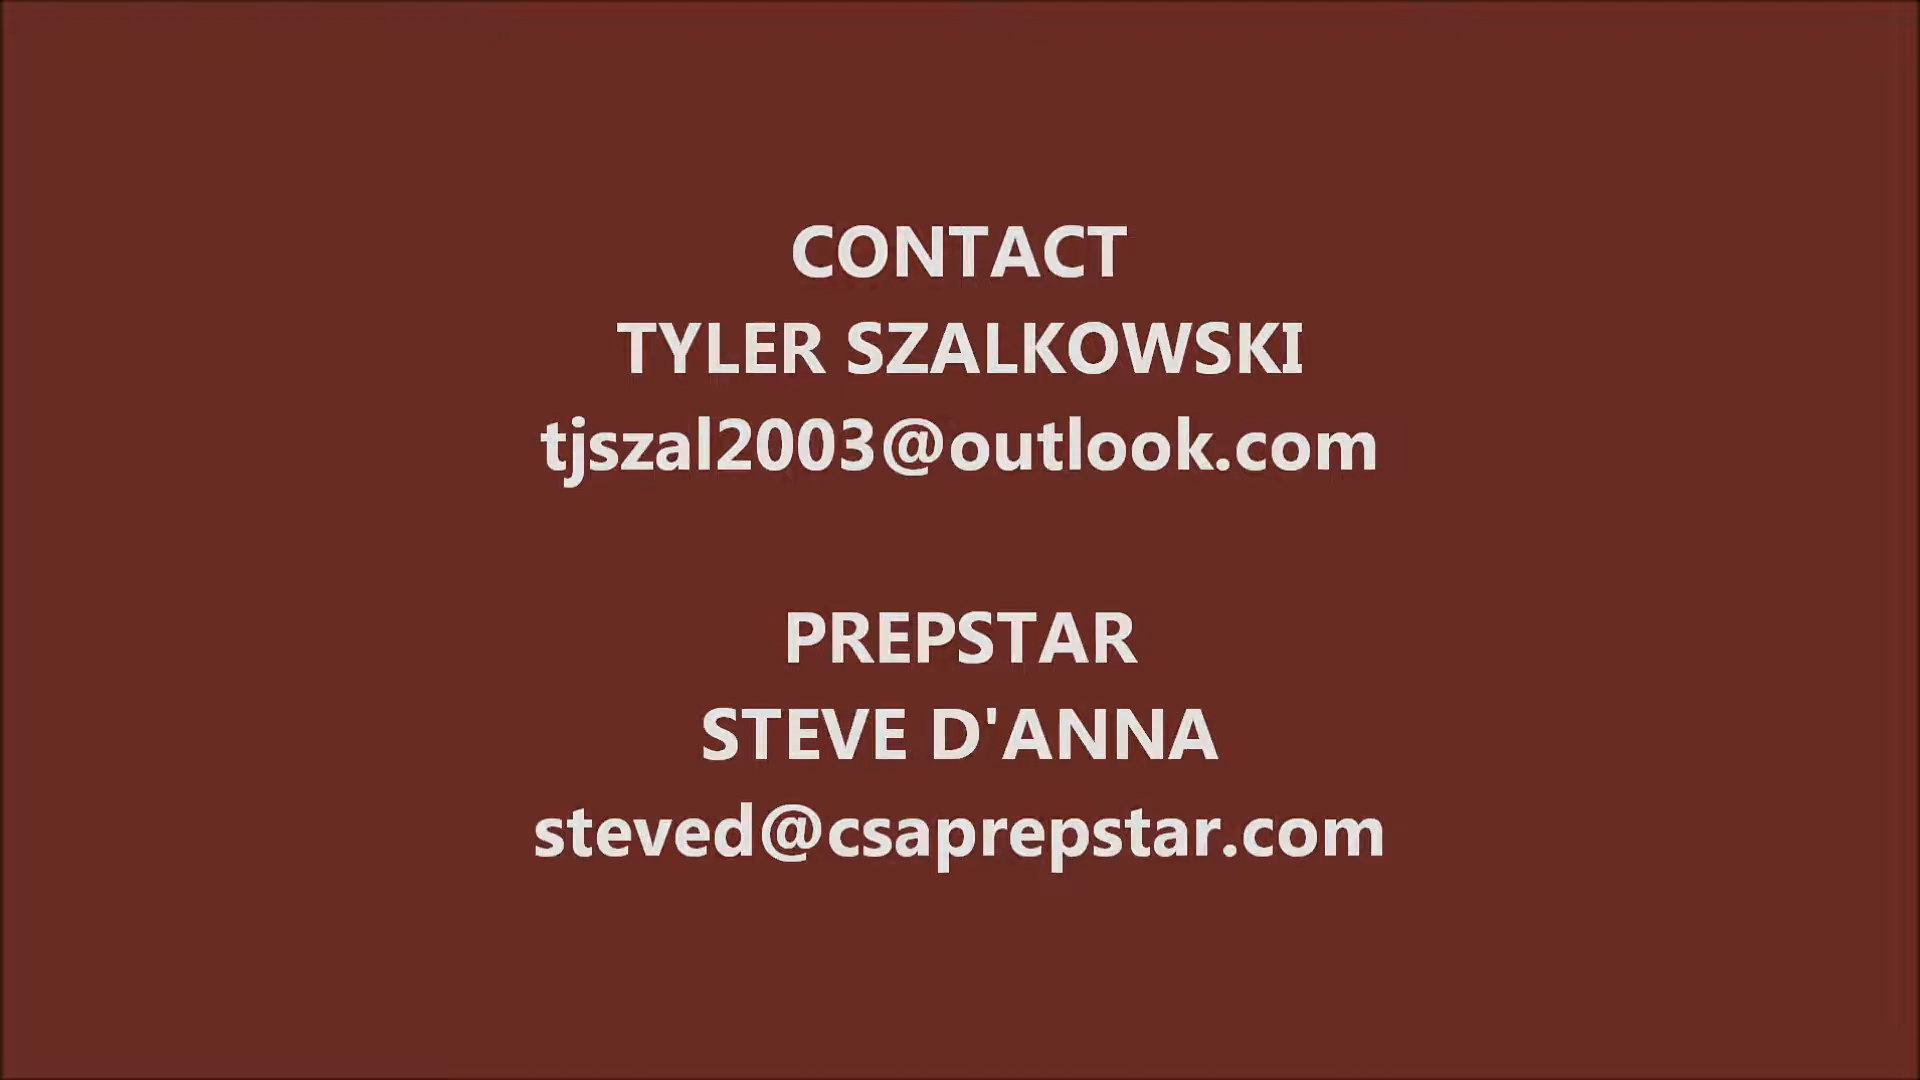 CONTACT
TYLER SZALKOWSKI
tjszal2003@outlook.com
PREPSTAR
STEVE D'ANNA
steved@csaprepstar.com